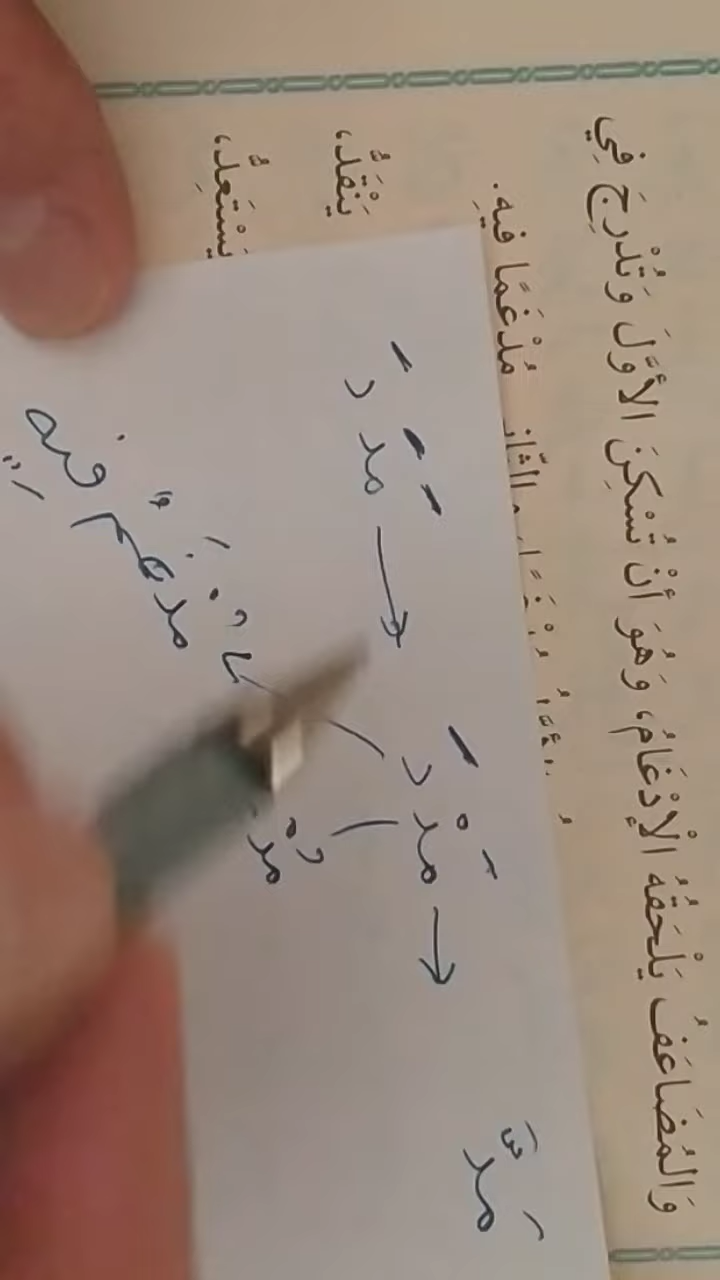 وَالْمُضَاعَفُ يَلْحَقُهُ الْإِدْغَامُ، وَهُوَ أَنْ تُسْكِنَ الْأَوَّلَ وَتُدْرِجَ فِي
مُدْغَمًا فِيهِ.
يَنْقَدُّ،
يَسْتَعِدُّ،
مَدَدَ → مَدْدَ → مَدَّ
مُدْغَمٌ فِيهِ